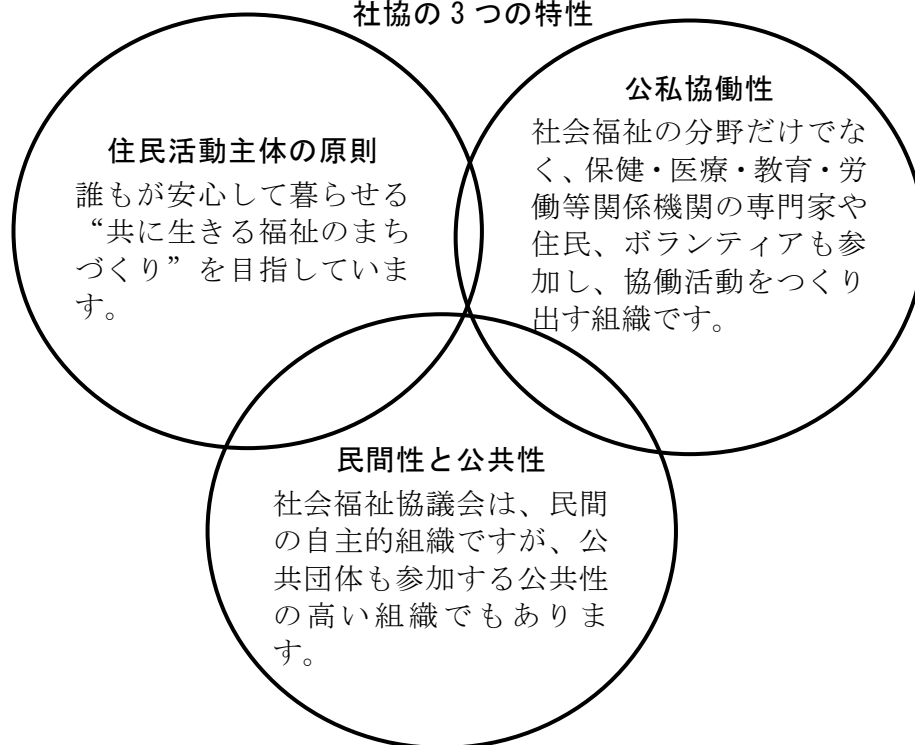 社協の3つの特性
住民活動主体の原則
誰もが安心して暮らせる
“共に生きる福祉のまち
づくり”を目指していま
す。
公私協働性
社会福祉の分野だけでな
く、保健・医療・教育・労
働等関係機関の専門家や
住民、ボランティアも参
加し、協働活動をつくり
出す組織です。
民間性と公共性
社会福祉協議会は、民間
の自主的組織ですが、公
共団体も参加する公共性
の高い組織でもありま
す。